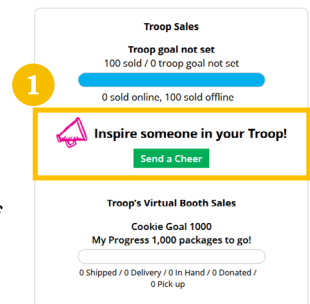 Troop Sales
Troop goal not set
100 sold / 0 troop goal not set
0 sold online, 100 sold offline
1
Inspire someone in your Troop!
Send a Cheer
Troop's Virtual Booth Sales
Cookie Goal 1000
My Progress 1,000 packages to go!
0 Shipped / 0 Delivery / 0 In Hand / 0 Donated /
0 Pick up